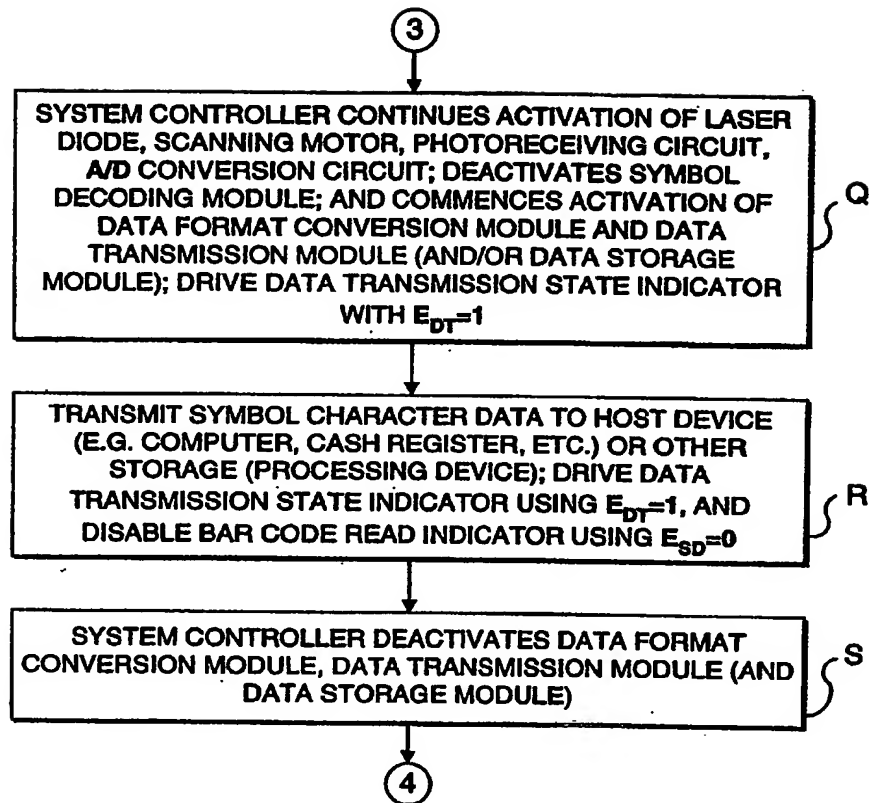 3
SYSTEM CONTROLLER CONTINUES ACTIVATION OF LASER
DIODE, SCANNING MOTOR, PHOTORECEIVING CIRCUIT,
A/D CONVERSION CIRCUIT; DEACTIVATES SYMBOL
DECODING MODULE; AND COMMENCES ACTIVATION OF
DATA FORMAT CONVERSION MODULE AND DATA
TRANSMISSION MODULE (AND/OR DATA STORAGE
MODULE); DRIVE DATA TRANSMISSION STATE INDICATOR
WITH E_DT=1
Q
TRANSMIT SYMBOL CHARACTER DATA TO HOST DEVICE
(E.G. COMPUTER, CASH REGISTER, ETC.) OR OTHER
STORAGE (PROCESSING DEVICE); DRIVE DATA
TRANSMISSION STATE INDICATOR USING E_DT=1, AND
DISABLE BAR CODE READ INDICATOR USING E_SD=0
R
SYSTEM CONTROLLER DEACTIVATES DATA FORMAT
CONVERSION MODULE, DATA TRANSMISSION MODULE (AND
DATA STORAGE MODULE)
S
4